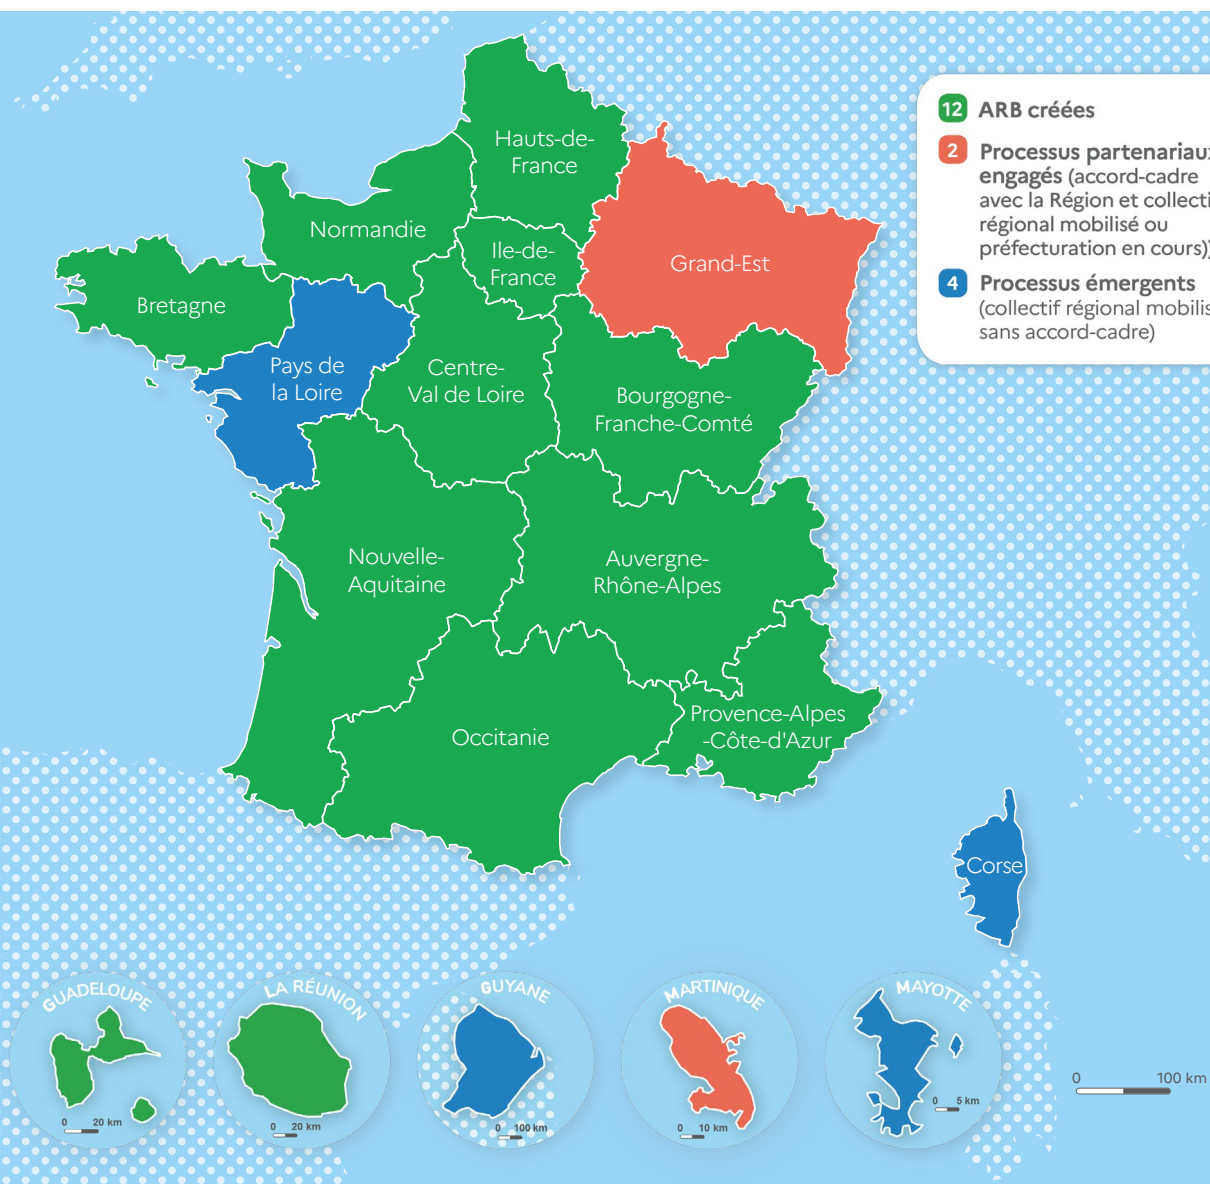 12 ARB créées
2 Processus partenariaux
engagés (accord-cadre
avec la Région et collecti
régional mobilisé ou
préfecturation en cours))
4 Processus émergents
(collectif régional mobilis
sans accord-cadre)
Hauts-de-
France
Normandie
Ile-de-
France
Grand-Est
Bretagne
Pays de
la Loire
Centre-
Val de Loire
Bourgogne-
Franche-Comté
Nouvelle-
Aquitaine
Auvergne-
Rhône-Alpes
Occitanie
Provence-Alpes
-Côte-d'Azur
Corse
GUADELOUPE
0 20 km
LA RÉUNION
0 20 km
GUYANE
0 100 km
MARTINIQUE
0 10 km
MAYOTTE
0 5 km
0 100 km